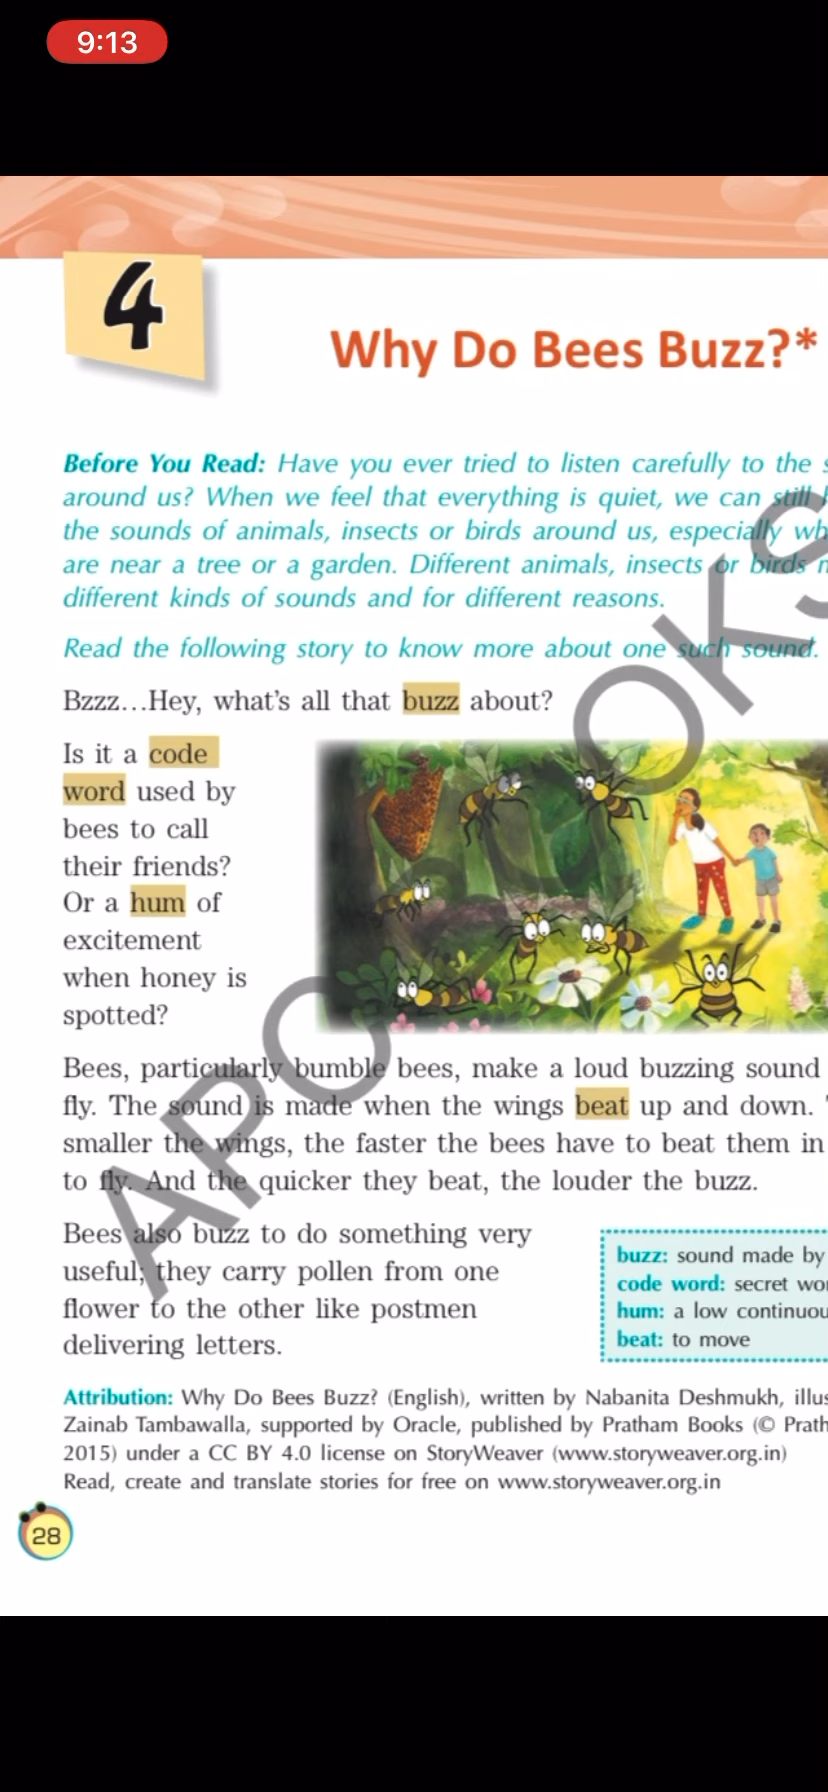 9:13
4
Why Do Bees Buzz?*
Before You Read: Have you ever tried to listen carefully to the
around us? When we feel that everything is quiet, we can still
the sounds of animals, insects or birds around us, especially
are near a tree or a garden. Different animals, insects or birds
different kinds of sounds and for different reasons.
Read the following story to know more about one such sound.
Bzzz...Hey, what's all that buzz about?
Is it a code
word used by
bees to call
their friends?
Or a hum of
excitement
when honey is
spotted?
Bees, particularly bumble bees, make a loud buzzing sound
fly. The sound is made when the wings beat up and down.
smaller the wings, the faster the bees have to beat them in
to fly. And the quicker they beat, the louder the buzz.
Bees also buzz to do something very
useful; they carry pollen from one
flower to the other like postmen
delivering letters.
buzz: sound made by
code word: secret
hum: a low
beat: to move
Attribution: Why Do Bees Buzz? (English), written by Nabanita Deshmukh,
Zainab Tambawalla, supported by Oracle, published by Pratham Books (©
2015) under a CC BY 4.0 license on StoryWeaver (www.storyweaver.org.in)
Read, create and translate stories for free on www.storyweaver.org.in
28